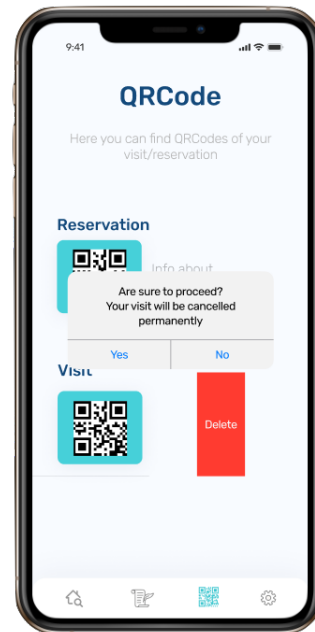 9:41
QRCode
Here you can find QRCodes of your
visit/reservation
Reservation
Info about
Are sure to proceed?
Your visit will be cancelled
permanently
Yes
No
Visit
Delete